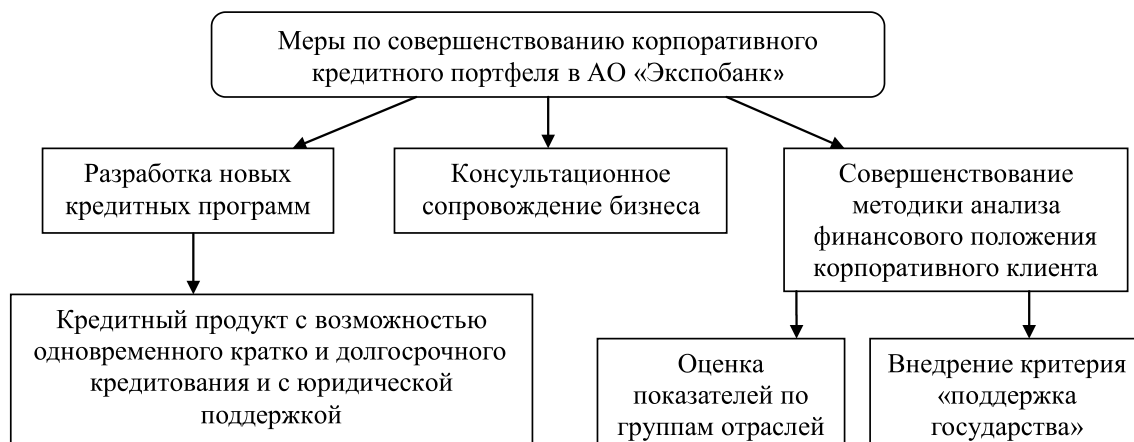 Меры по совершенствованию корпоративного
кредитного портфеля в АО «Экспобанк»
Разработка новых
кредитных программ
Консультационное
сопровождение бизнеса
Совершенствование
методики анализа
финансового положения
корпоративного клиента
Кредитный продукт с возможностью
одновременного кратко и долгосрочного
кредитования и с юридической
поддержкой
Оценка
показателей по
группам отраслей
Внедрение критерия
«поддержка
государства»